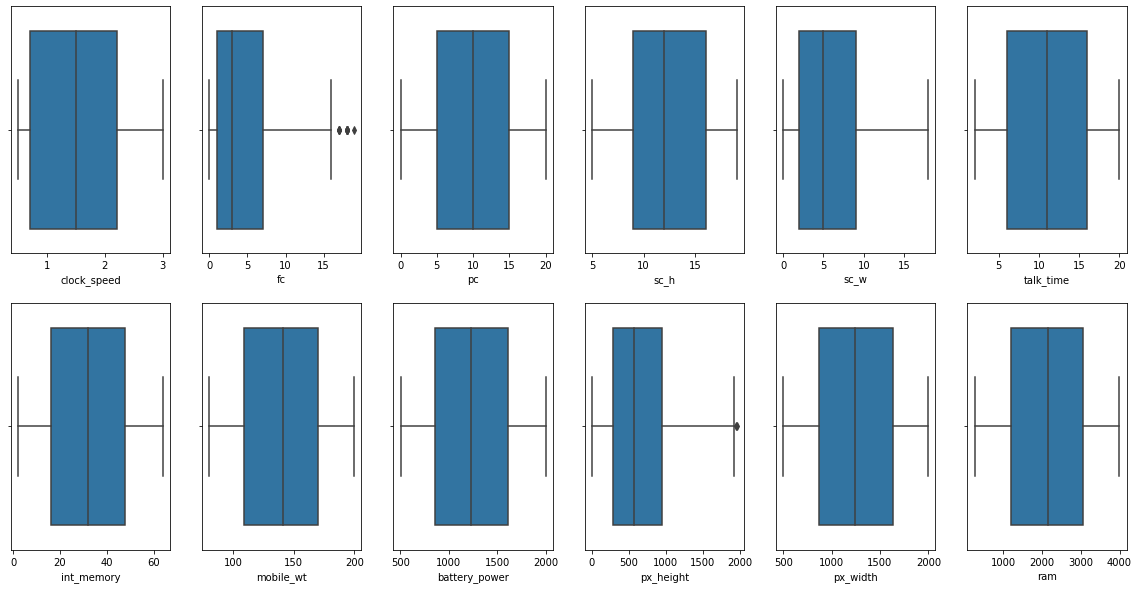 1 2 3
clock_speed
0 5 10 15
fc
0 5 10 15 20
pc
5 10 15
sc_h
0 5 10 15
sc_w
5 10 15 20
talk_time
0 20 40 60
int_memory
100 150 200
mobile_wt
500 1000 1500 2000
battery_power
0 500 1000 1500 2000
px_height
500 1000 1500 2000
px_width
1000 2000 3000 4000
ram